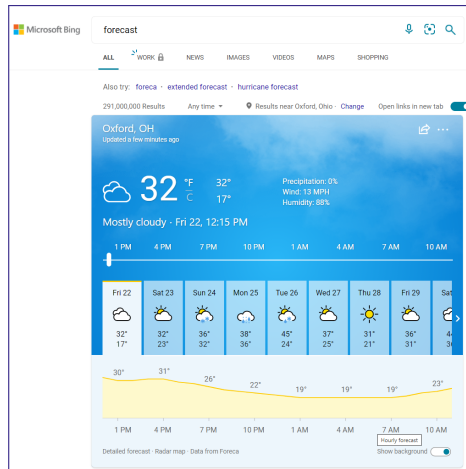 Microsoft Bing
forecast
ALL WORK NEWS IMAGES VIDEOS MAPS SHOPPING
Also try: foreca · extended forecast · hurricane forecast
291,000,000 Results Any time Results near Oxford, Ohio · Change Open links in new tab
Oxford, OH
Updated a few minutes ago
32 °F C 32° 17°
Precipitation: 0%
Wind: 13 MPH
Humidity: 88%
Mostly cloudy · Fri 22, 12:15 PM
1 PM 4 PM 7 PM 10 PM 1 AM 4 AM 7 AM 10 AM
Fri 22 Sat 23 Sun 24 Mon 25 Tue 26 Wed 27 Thu 28 Fri 29 Sat
32° 32° 36° 38° 45° 37° 31° 36°
17° 23° 32° 36° 24° 25° 21° 31°
30° 31° 26° 22° 19° 19° 19° 23°
1 PM 4 PM 7 PM 10 PM 1 AM 4 AM 7 AM 10 AM
Hourly forecast
Detailed forecast · Radar map · Data from Foreca Show background